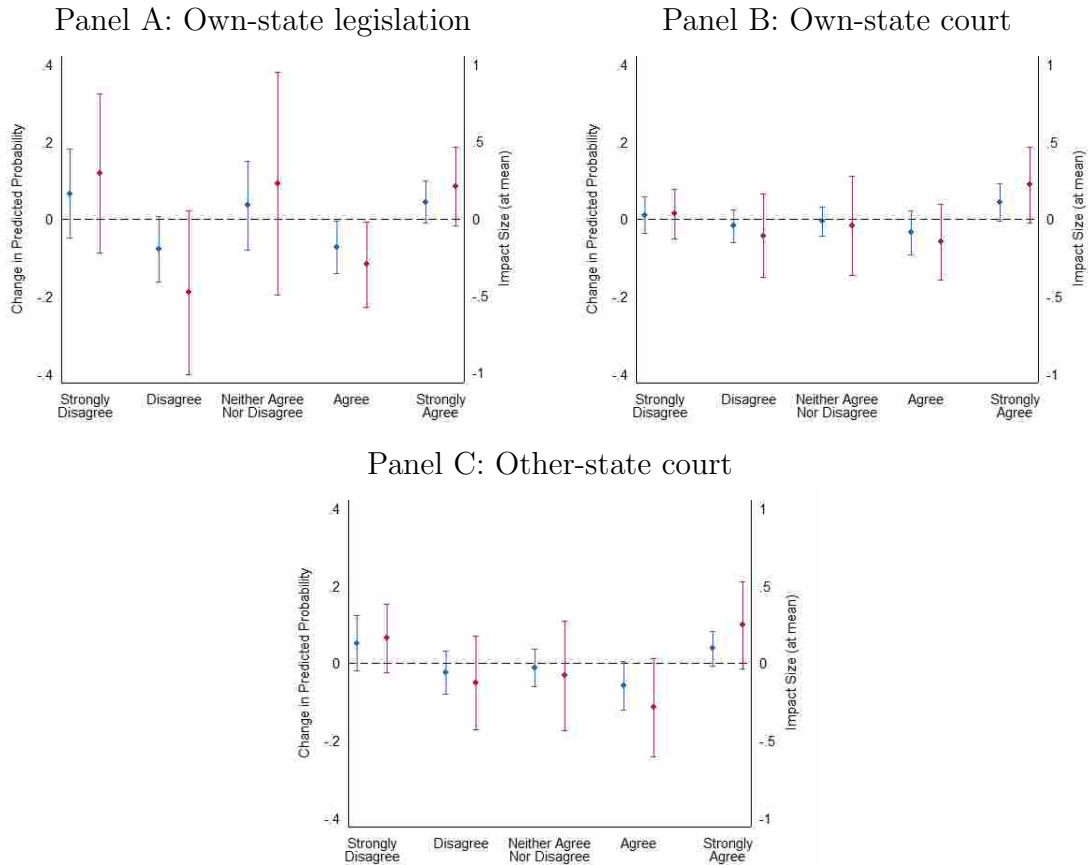 Panel A: Own-state legislation
Change in Predicted Probability
.4
.2
0
-.2
-.4
1
.5
0
-.5
-1
Impact Size (at mean)
Strongly
Disagree
Disagree
Neither Agree
Nor Disagree
Agree
Strongly
Agree
Panel B: Own-state court
Change in Predicted Probability
.4
.2
0
-.2
-.4
1
.5
0
-.5
-1
Impact Size (at mean)
Strongly
Disagree
Disagree
Neither Agree
Nor Disagree
Agree
Strongly
Agree
Panel C: Other-state court
Change in Predicted Probability
.4
.2
0
-.2
-.4
1
.5
0
-.5
-1
Impact Size (at mean)
Strongly
Disagree
Disagree
Neither Agree
Nor Disagree
Agree
Strongly
Agree